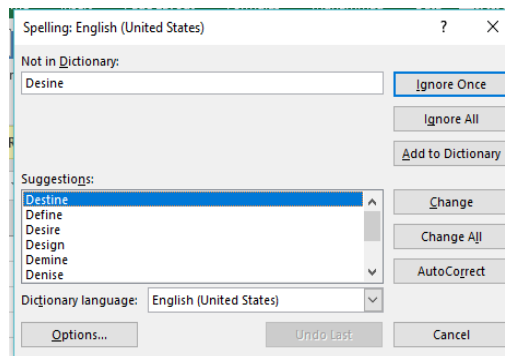 Spelling: English (United States)
?
Not in Dictionary:
Desine
Ignore Once
Ignore All
Add to Dictionary
Suggestions:
Destine
Define
Desire
Design
Demine
Denise
Change
Change All
AutoCorrect
Dictionary language:
English (United States)
Options...
Undo Last
Cancel